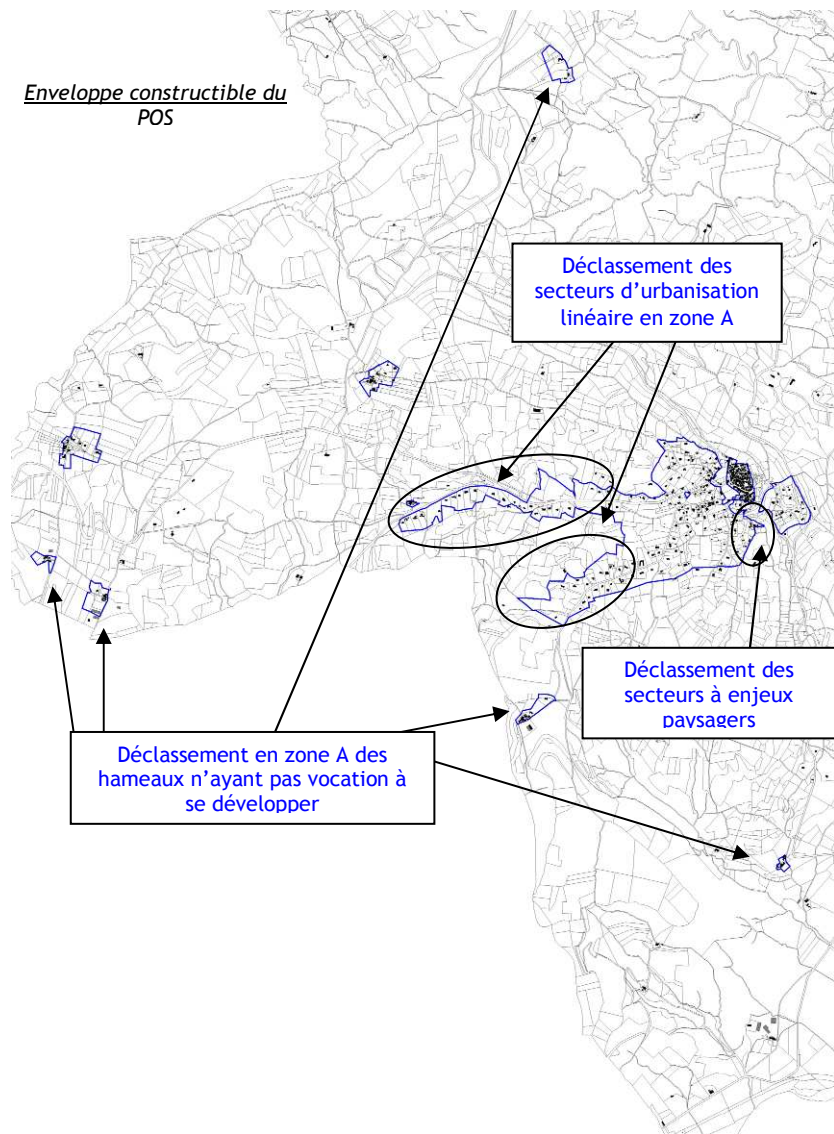 Enveloppe constructible du
POS
Déclassement des
secteurs d’urbanisation
linéaire en zone A
Déclassement des
secteurs à enjeux
paysagers
Déclassement en zone A des
hameaux n’ayant pas vocation à
se développer